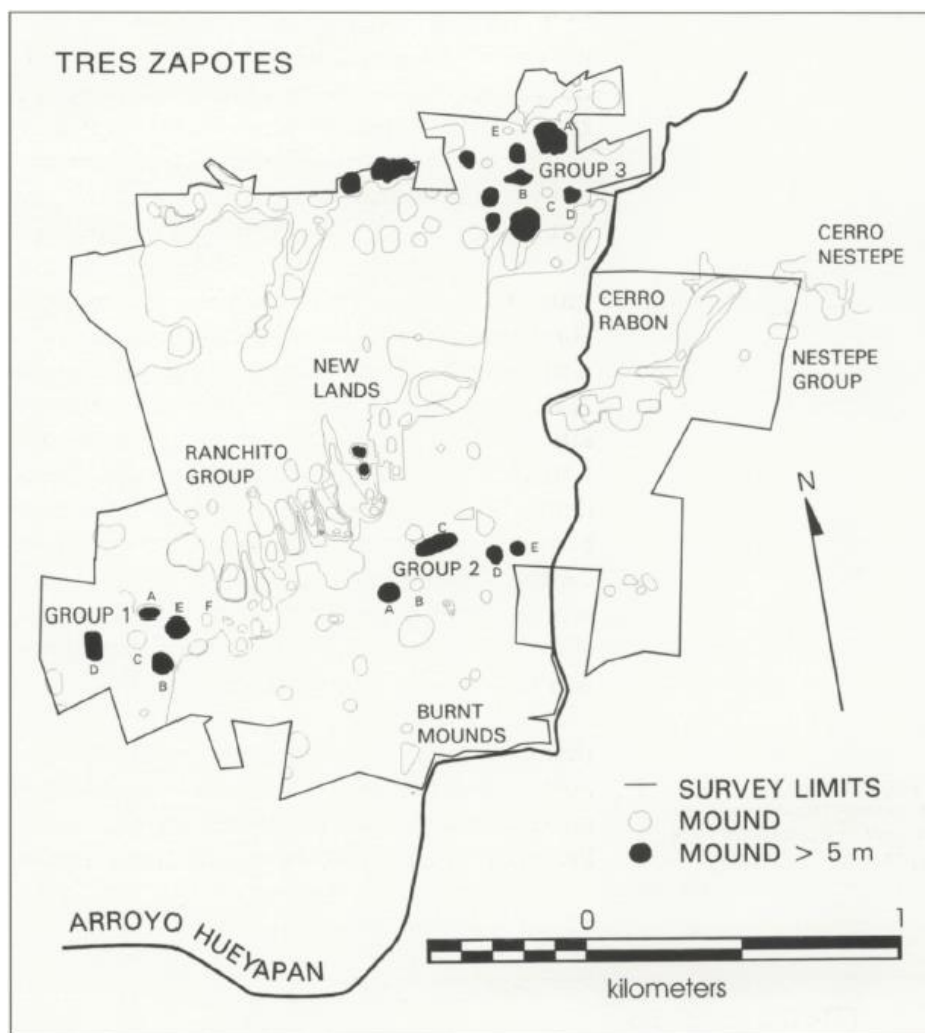 TRES ZAPOTES
E
A
GROUP 3
B
C
D
CERRO
NESTEPE
CERRO
RABON
NESTEPE
GROUP
NEW
LANDS
RANCHITO
GROUP
N
C
E
GROUP 2
D
A
B
A
GROUP 1
E
F
C
D
B
BURNT
MOUNDS
SURVEY LIMITS
MOUND
MOUND > 5 m
0
1
kilometers
ARROYO HUEYAPAN